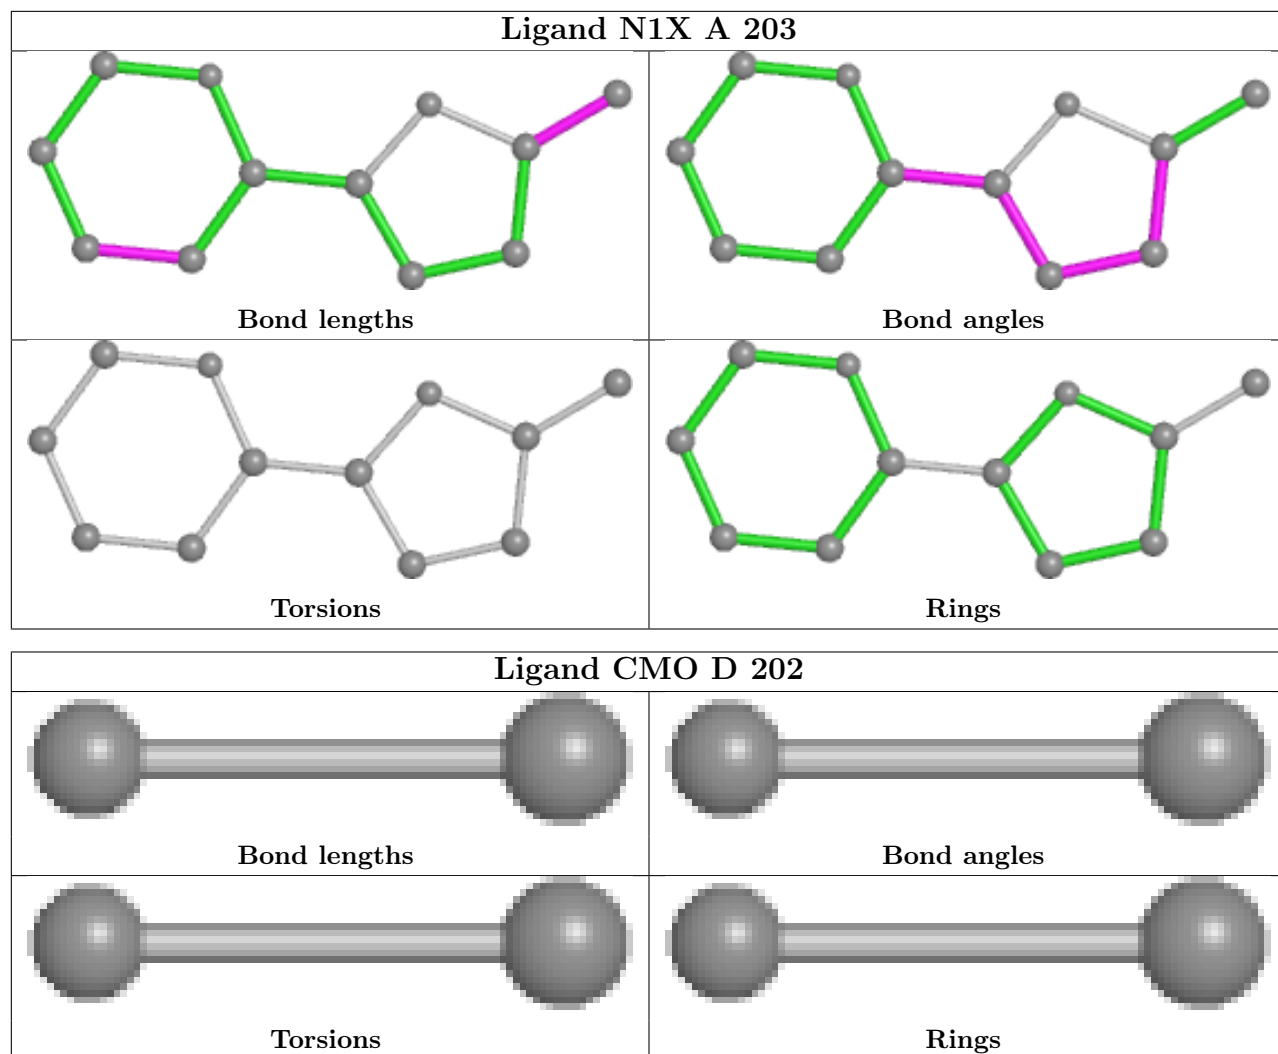 Ligand N1X A 203
Bond lengths
Bond angles
Torsions
Rings
Ligand CMO D 202
Bond lengths
Bond angles
Torsions
Rings